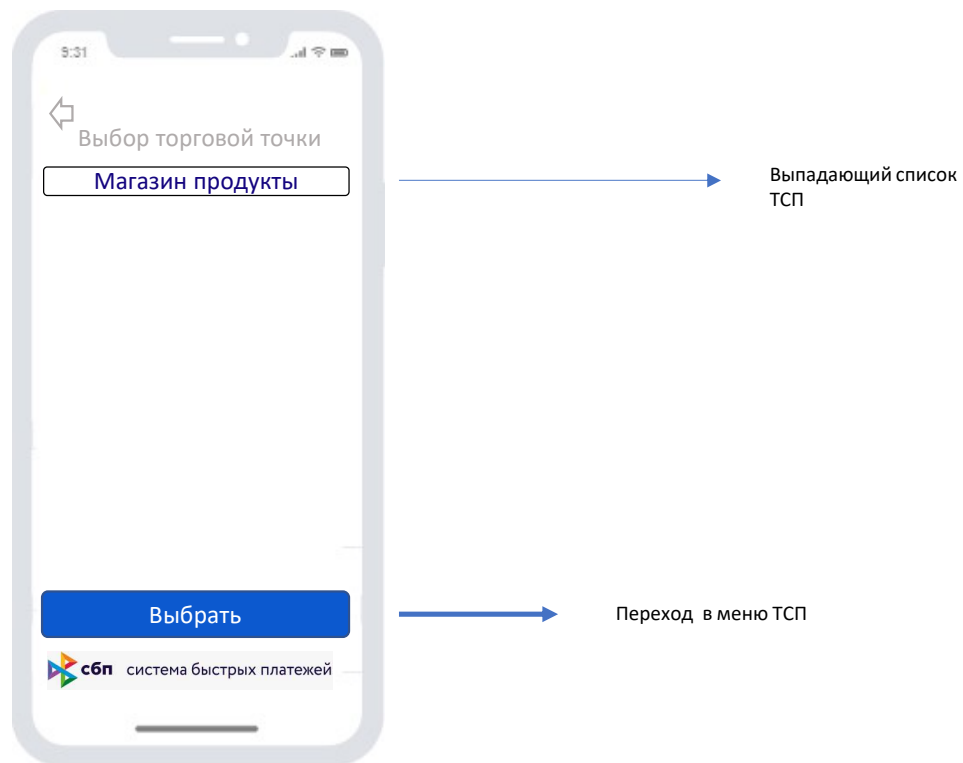 9:31
Выбор торговой точки
Магазин продукты
Выпадающий список
ТСП
Выбрать
Переход в меню ТСП
сбп система быстрых платежей